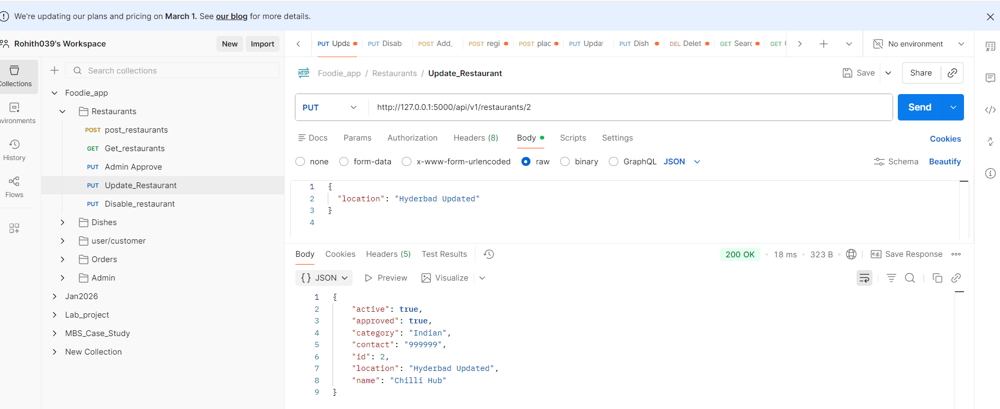 We're updating our plans and pricing on March 1. See our blog for more details.
Rohith039's Workspace
New
Import
PUT Upda
PUT Disab
POST Add_
POST regi
POST plac
PUT Updat
PUT Dish
DEL Delet
GET Searc
GET
No environment
Collections
Environments
History
Flows
Search collections
Foodie_app
Restaurants
POST post_restaurants
GET Get_restaurants
PUT Admin Approve
PUT Update_Restaurant
PUT Disable_restaurant
Dishes
user/customer
Orders
Admin
Jan2026
Lab_project
MBS_Case_Study
New Collection
HTTP Foodie_app / Restaurants / Update_Restaurant
Save
Share
PUT http://127.0.0.1:5000/api/v1/restaurants/2
Send
Docs Params Authorization Headers (8) Body Scripts Settings
Cookies
none form-data x-www-form-urlencoded raw binary GraphQL JSON
Schema Beautify
1 {
2 "location": "Hyderbad Updated"
3 }
4
Body Cookies Headers (5) Test Results
200 OK • 18 ms • 323 B
e.g. Save Response
{} JSON Preview Visualize
1 {
2 "active": true,
3 "approved": true,
4 "category": "Indian",
5 "contact": "999999",
6 "id": 2,
7 "location": "Hyderbad Updated",
8 "name": "Chilli Hub"
9 }